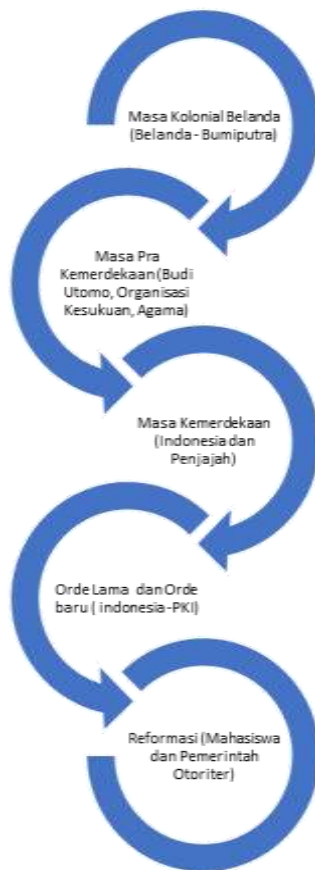 Masa Kolonial Belanda
(Belanda - Bumiputra)
Masa Pra
Kemerdekaan (Budi
Utomo, Organisasi
Kesukuan, Agama)
Masa Kemerdekaan
(Indonesia dan
Penjajah)
Orde Lama dan Orde
baru ( indonesia -PKI)
Reformasi (Mahasiswa
dan Pemerintah
Otoriter)